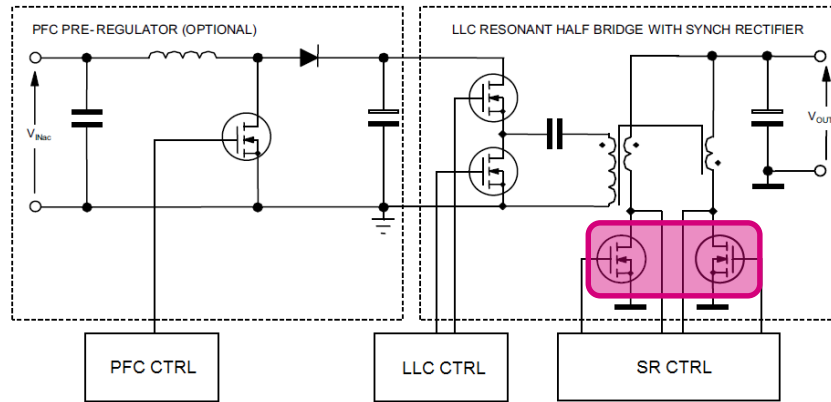 PFC PRE-REGULATOR (OPTIONAL)
LLC RESONANT HALF BRIDGE WITH SYNCH RECTIFIER
VINac
VOUT
PFC CTRL
LLC CTRL
SR CTRL